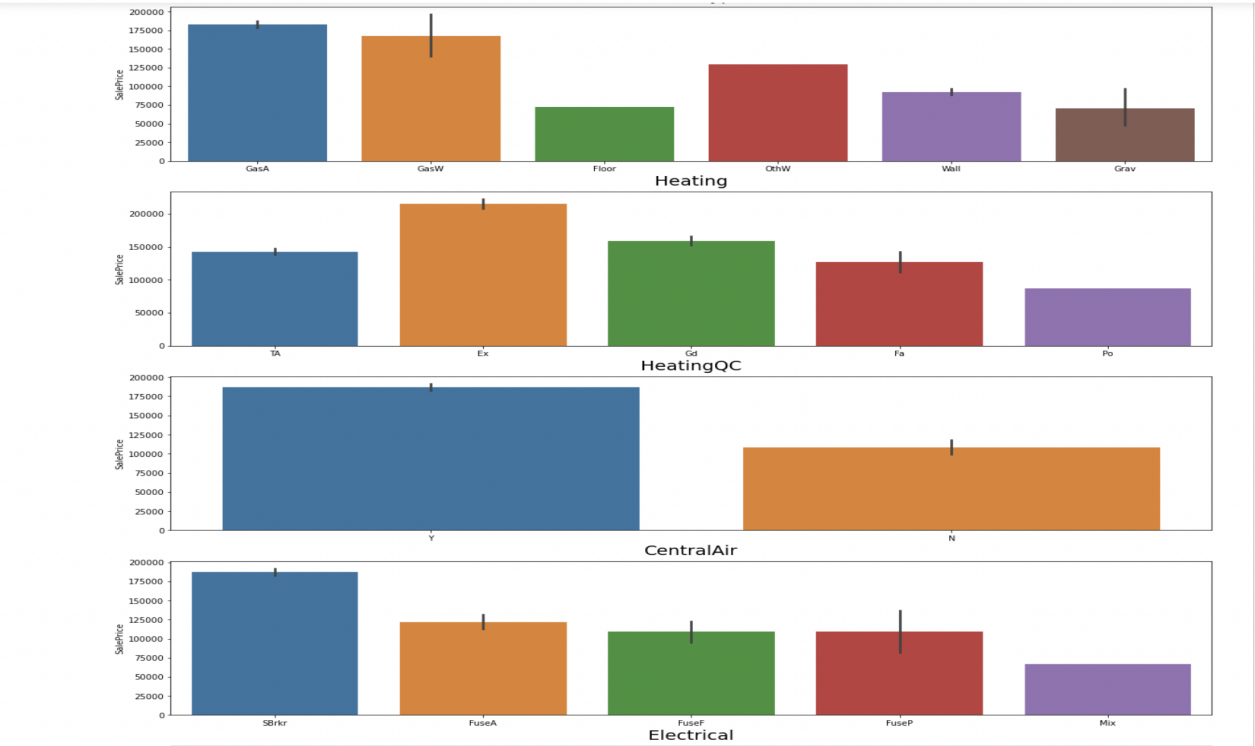 200000
175000
150000
125000
100000
75000
50000
25000
0
SalePrice
GasA GasW Floor OthW Wall Grav
Heating
200000
150000
100000
50000
0
SalePrice
TA Ex Gd Fa Po
HeatingQC
200000
175000
150000
125000
100000
75000
50000
25000
0
SalePrice
Y N
CentralAir
200000
175000
150000
125000
100000
75000
50000
25000
0
SalePrice
SBrkr FuseA FuseF FuseP Mix
Electrical